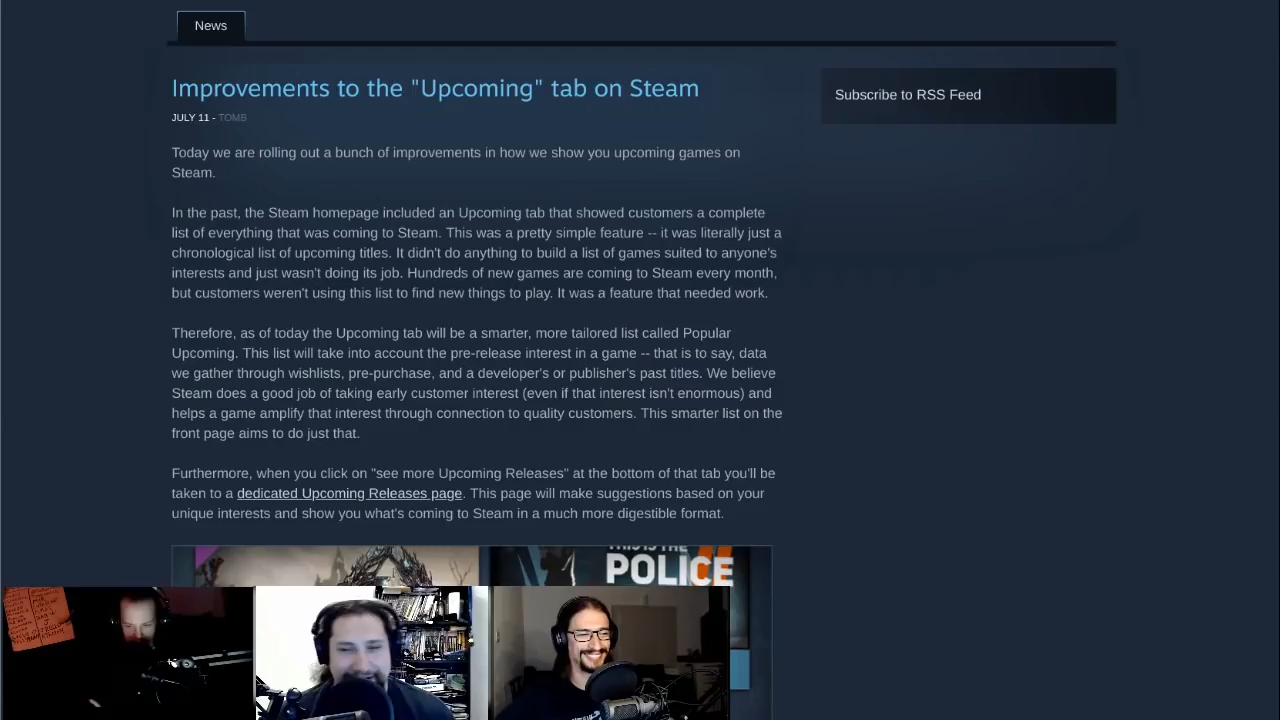 News
Improvements to the "Upcoming" tab on Steam
JULY 11 - TOMB
Subscribe to RSS Feed
Today we are rolling out a bunch of improvements in how we show you upcoming games on
Steam.
In the past, the Steam homepage included an Upcoming tab that showed customers a complete
list of everything that was coming to Steam. This was a pretty simple feature -- it was literally just a
chronological list of upcoming titles. It didn't do anything to build a list of games suited to anyone's
interests and just wasn't doing its job. Hundreds of new games are coming to Steam every month,
but customers weren't using this list to find new things to play. It was a feature that needed work.
Therefore, as of today the Upcoming tab will be a smarter, more tailored list called Popular
Upcoming. This list will take into account the pre-release interest in a game -- that is to say, data
we gather through wishlists, pre-purchase, and a developer's or publisher's past titles. We believe
Steam does a good job of taking early customer interest (even if that interest isn't enormous) and
helps a game amplify that interest through connection to quality customers. This smarter list on the
front page aims to do just that.
Furthermore, when you click on "see more Upcoming Releases" at the bottom of that tab you'll be
taken to a dedicated Upcoming Releases page. This page will make suggestions based on your
unique interests and show you what's coming to Steam in a much more digestible format.
THIS IS THE
POLICE